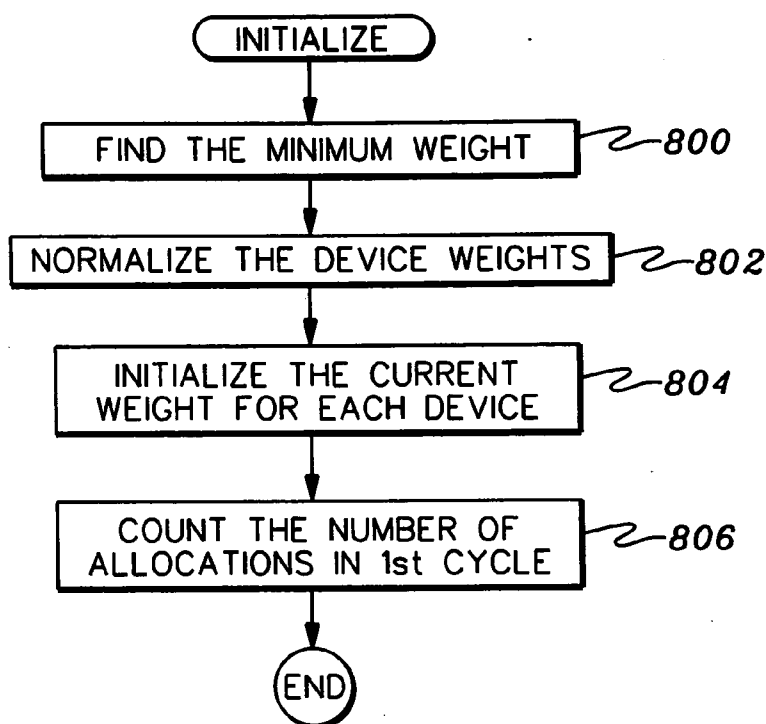 INITIALIZE
FIND THE MINIMUM WEIGHT
800
NORMALIZE THE DEVICE WEIGHTS
802
INITIALIZE THE CURRENT
WEIGHT FOR EACH DEVICE
804
COUNT THE NUMBER OF
ALLOCATIONS IN 1st CYCLE
806
END